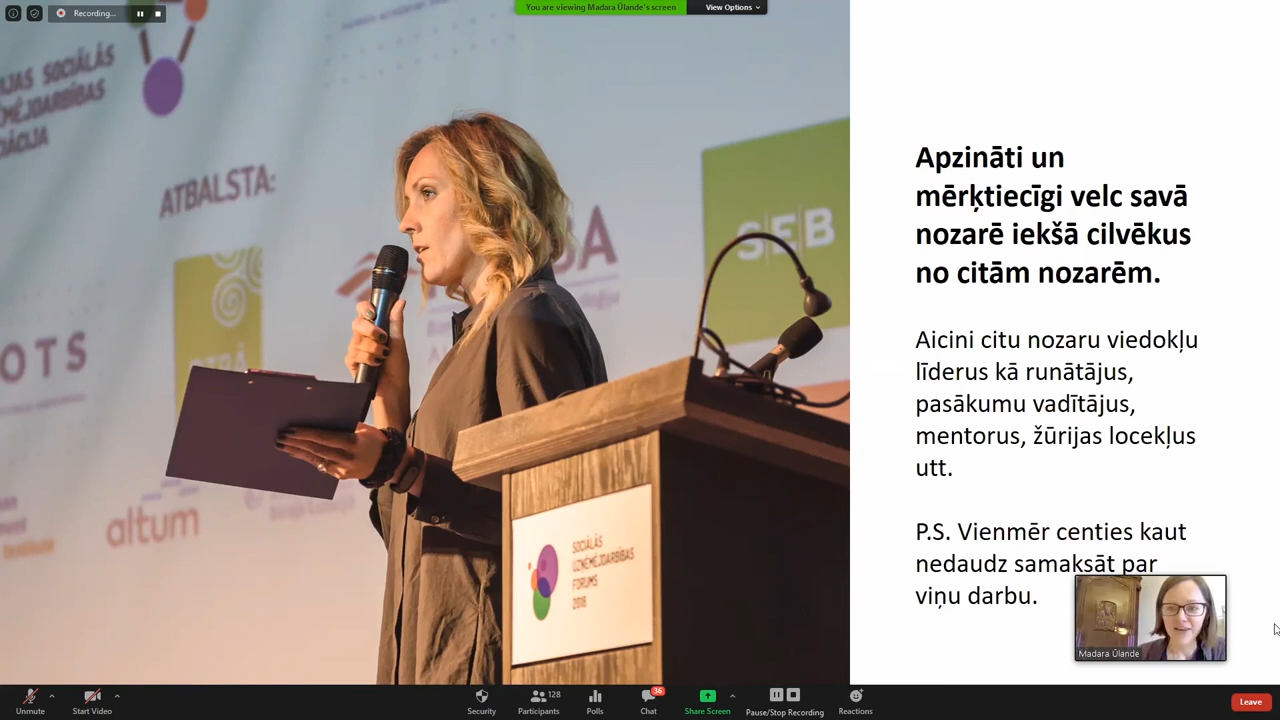 Recording...
You are viewing Madara Ūlande's screen
View Options
SOCIĀLĀS
ATBALSTA:
SEB
OTS
altum
SOCIĀLĀS
UZŅĒMĒJDARBĪBAS
FORUMS
2018
Apzināti un
mērķtiecīgi velc savā
nozarē iekšā cilvēkus
no citām nozarēm.
Aicini citu nozaru viedokļu
līderus kā runātājus,
pasākumu vadītājus,
mentorus, žūrijas locekļus
utt.
P.S. Vienmēr centies kaut
nedaudz samaksāt par
viņu darbu.
Madara Ūlande
Unmute
Start Video
Security
Participants
128
Polls
Chat
36
Share Screen
Pause/Stop Recording
Reactions
Leave